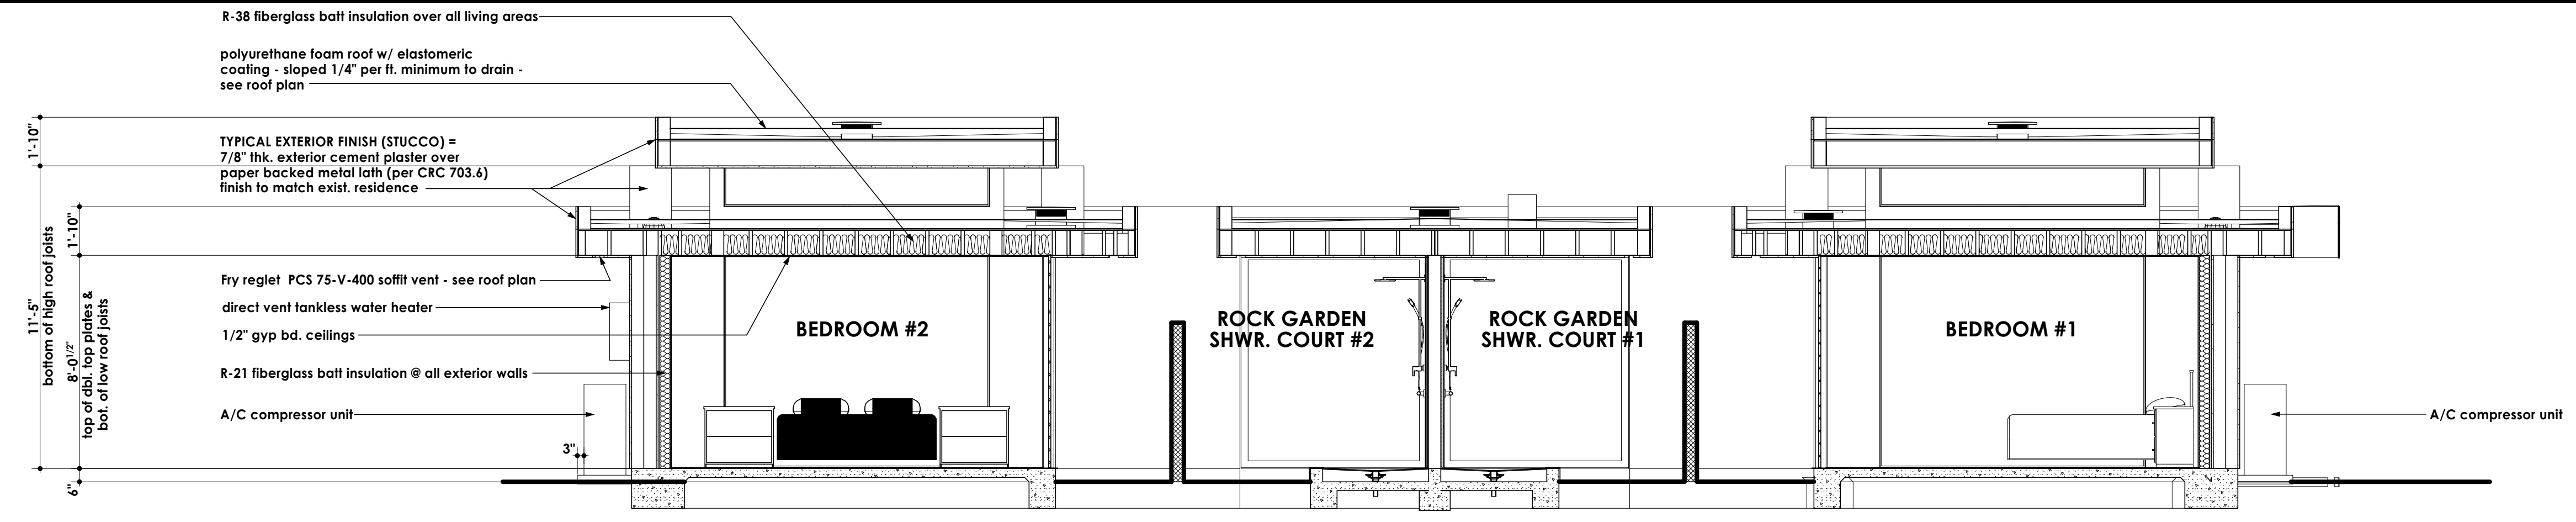 R-38 fiberglass batt insulation over all living areas
polyurethane foam roof w/ elastomeric
coating - sloped 1/4" per ft. minimum to drain -
see roof plan
TYPICAL EXTERIOR FINISH (STUCCO) =
7/8" thk. exterior cement plaster over
paper backed metal lath (per CRC 703.6)
finish to match exist. residence
Fry reglet PCS 75-V-400 soffit vent - see roof plan
direct vent tankless water heater
1/2" gyp bd. ceilings
R-21 fiberglass batt insulation @ all exterior walls
A/C compressor unit
1'-10"
11'-5"
bottom of high roof joists
1'-10"
8'-0 1/2"
top of dbl. top plates &
bot. of low roof joists
6"
3"
BEDROOM #2
ROCK GARDEN
SHWR. COURT #2
ROCK GARDEN
SHWR. COURT #1
BEDROOM #1
A/C compressor unit